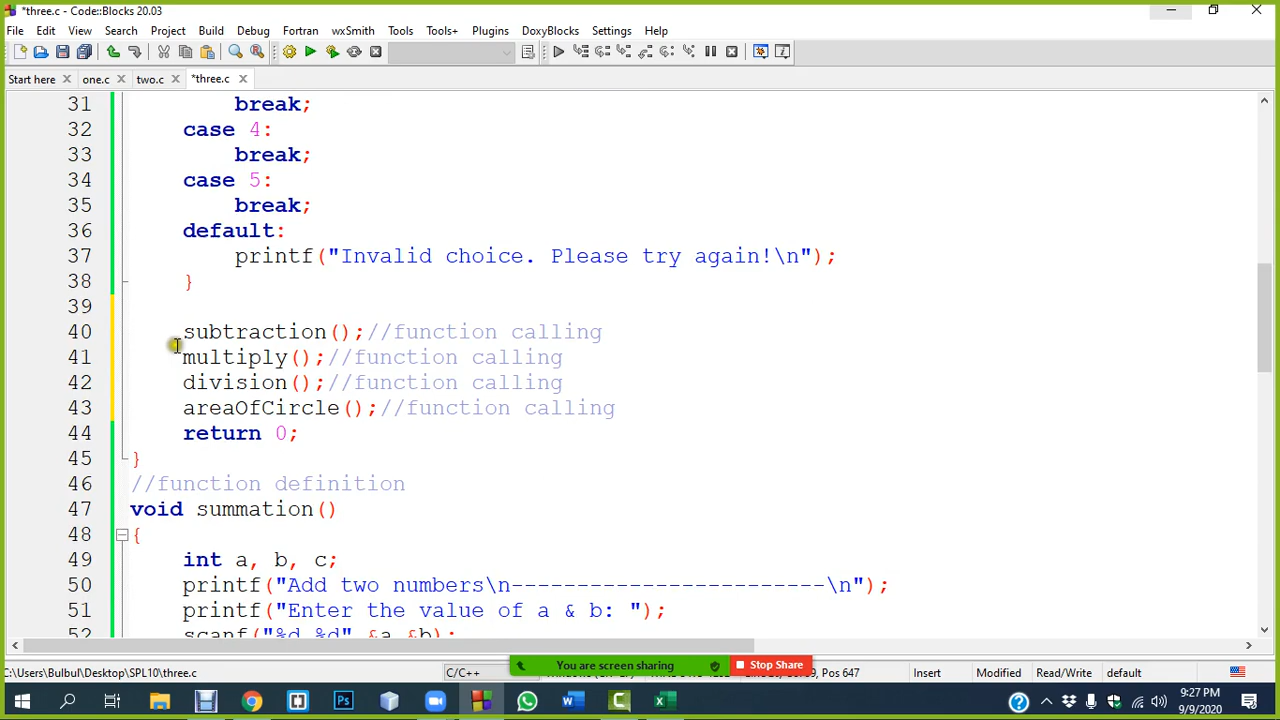 *three.c - Code::Blocks 20.03
File Edit View Search Project Build Debug Fortran wxSmith Tools Tools+ Plugins DoxyBlocks Settings Help
Start here one.c two.c *three.c
31 break;
32 case 4:
33 break;
34 case 5:
35 break;
36 default:
37 printf("Invalid choice. Please try again!\n");
38 }
39
40 subtraction();//function calling
41 multiply();//function calling
42 division();//function calling
43 areaOfCircle();//function calling
44 return 0;
45 }
46 //function definition
47 void summation()
48 {
49 int a, b, c;
50 printf("Add two numbers\n------------------------\n");
51 printf("Enter the value of a & b: ");
52 scanf("%d %d",&a,&b);
C:\Users\Bulbul\Desktop\SPL10\three.c C/C++ Pos 647 Insert Modified Read/Write default
You are screen sharing Stop Share
9:27 PM
9/9/2020